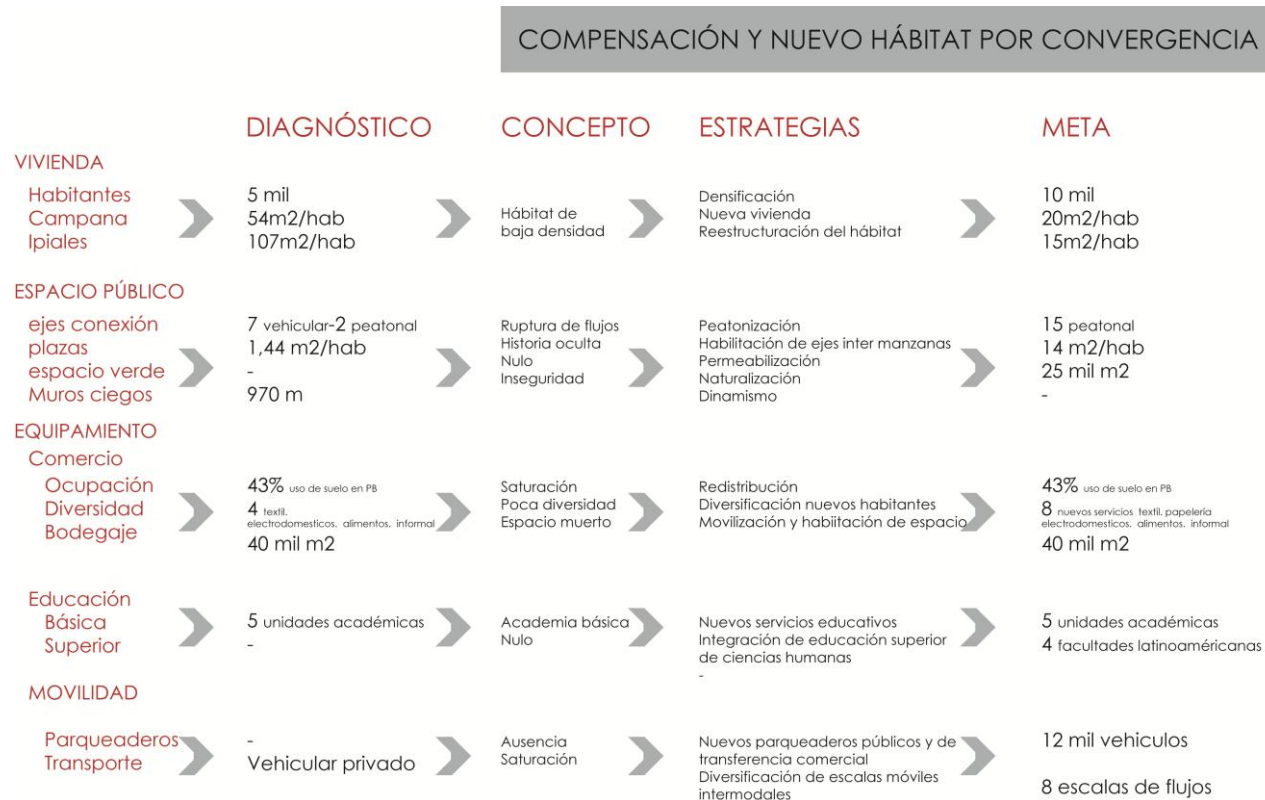 COMPENSACIÓN Y NUEVO HÁBITAT POR CONVERGENCIA
DIAGNÓSTICO CONCEPTO ESTRATEGIAS META
VIVIENDA
Habitantes
Campana
Ipiales
5 mil
54m2/hab
107m2/hab
Hábitat de
baja densidad
Densificación
Nueva vivienda
Reestructuración del hábitat
10 mil
20m2/hab
15m2/hab
ESPACIO PÚBLICO
ejes conexión
plazas
espacio verde
Muros ciegos
7 vehicular-2 peatonal
1,44 m2/hab
-
970 m
Ruptura de flujos
Historia oculta
Nulo
Inseguridad
Peatonización
Habilitación de ejes inter manzanas
Permeabilización
Naturalización
Dinamismo
15 peatonal
14 m2/hab
25 mil m2
-
EQUIPAMIENTO
Comercio
Ocupación
Diversidad
Bodegaje
43% uso de suelo en PB
4 textil.
electrodomesticos. alimentos. informal
40 mil m2
Saturación
Poca diversidad
Espacio muerto
Redistribución
Diversificación nuevos habitantes
Movilización y habiitación de espacio
43% uso de suelo en PB
8 nuevos servicios textil. papelería
electrodomesticos. alimentos. informal
40 mil m2
Educación
Básica
Superior
5 unidades académicas
-
Academia básica
Nulo
Nuevos servicios educativos
Integración de educación superior
de ciencias humanas
-
5 unidades académicas
4 facultades latinoaméricanas
MOVILIDAD
Parqueaderos
Transporte
-
Vehicular privado
Ausencia
Saturación
Nuevos parqueaderos públicos y de
transferencia comercial
Diversificación de escalas móviles
intermodales
12 mil vehiculos
8 escalas de flujos